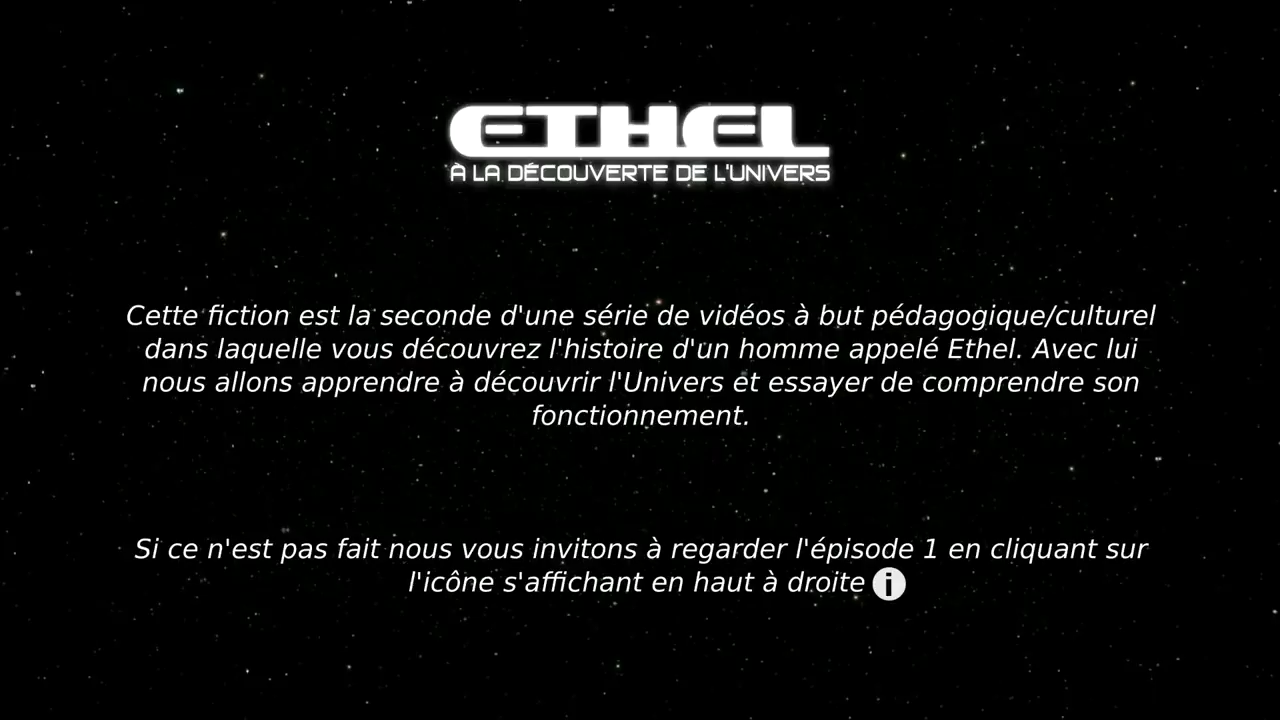 ETHEL
À LA DÉCOUVERTE DE L'UNIVERS
Cette fiction est la seconde d'une série de vidéos à but pédagogique/culturel
dans laquelle vous découvrez l'histoire d'un homme appelé Ethel. Avec lui
nous allons apprendre à découvrir l'Univers et essayer de comprendre son
fonctionnement.
Si ce n'est pas fait nous vous invitons à regarder l'épisode 1 en cliquant sur
l'icône s'affichant en haut à droite i